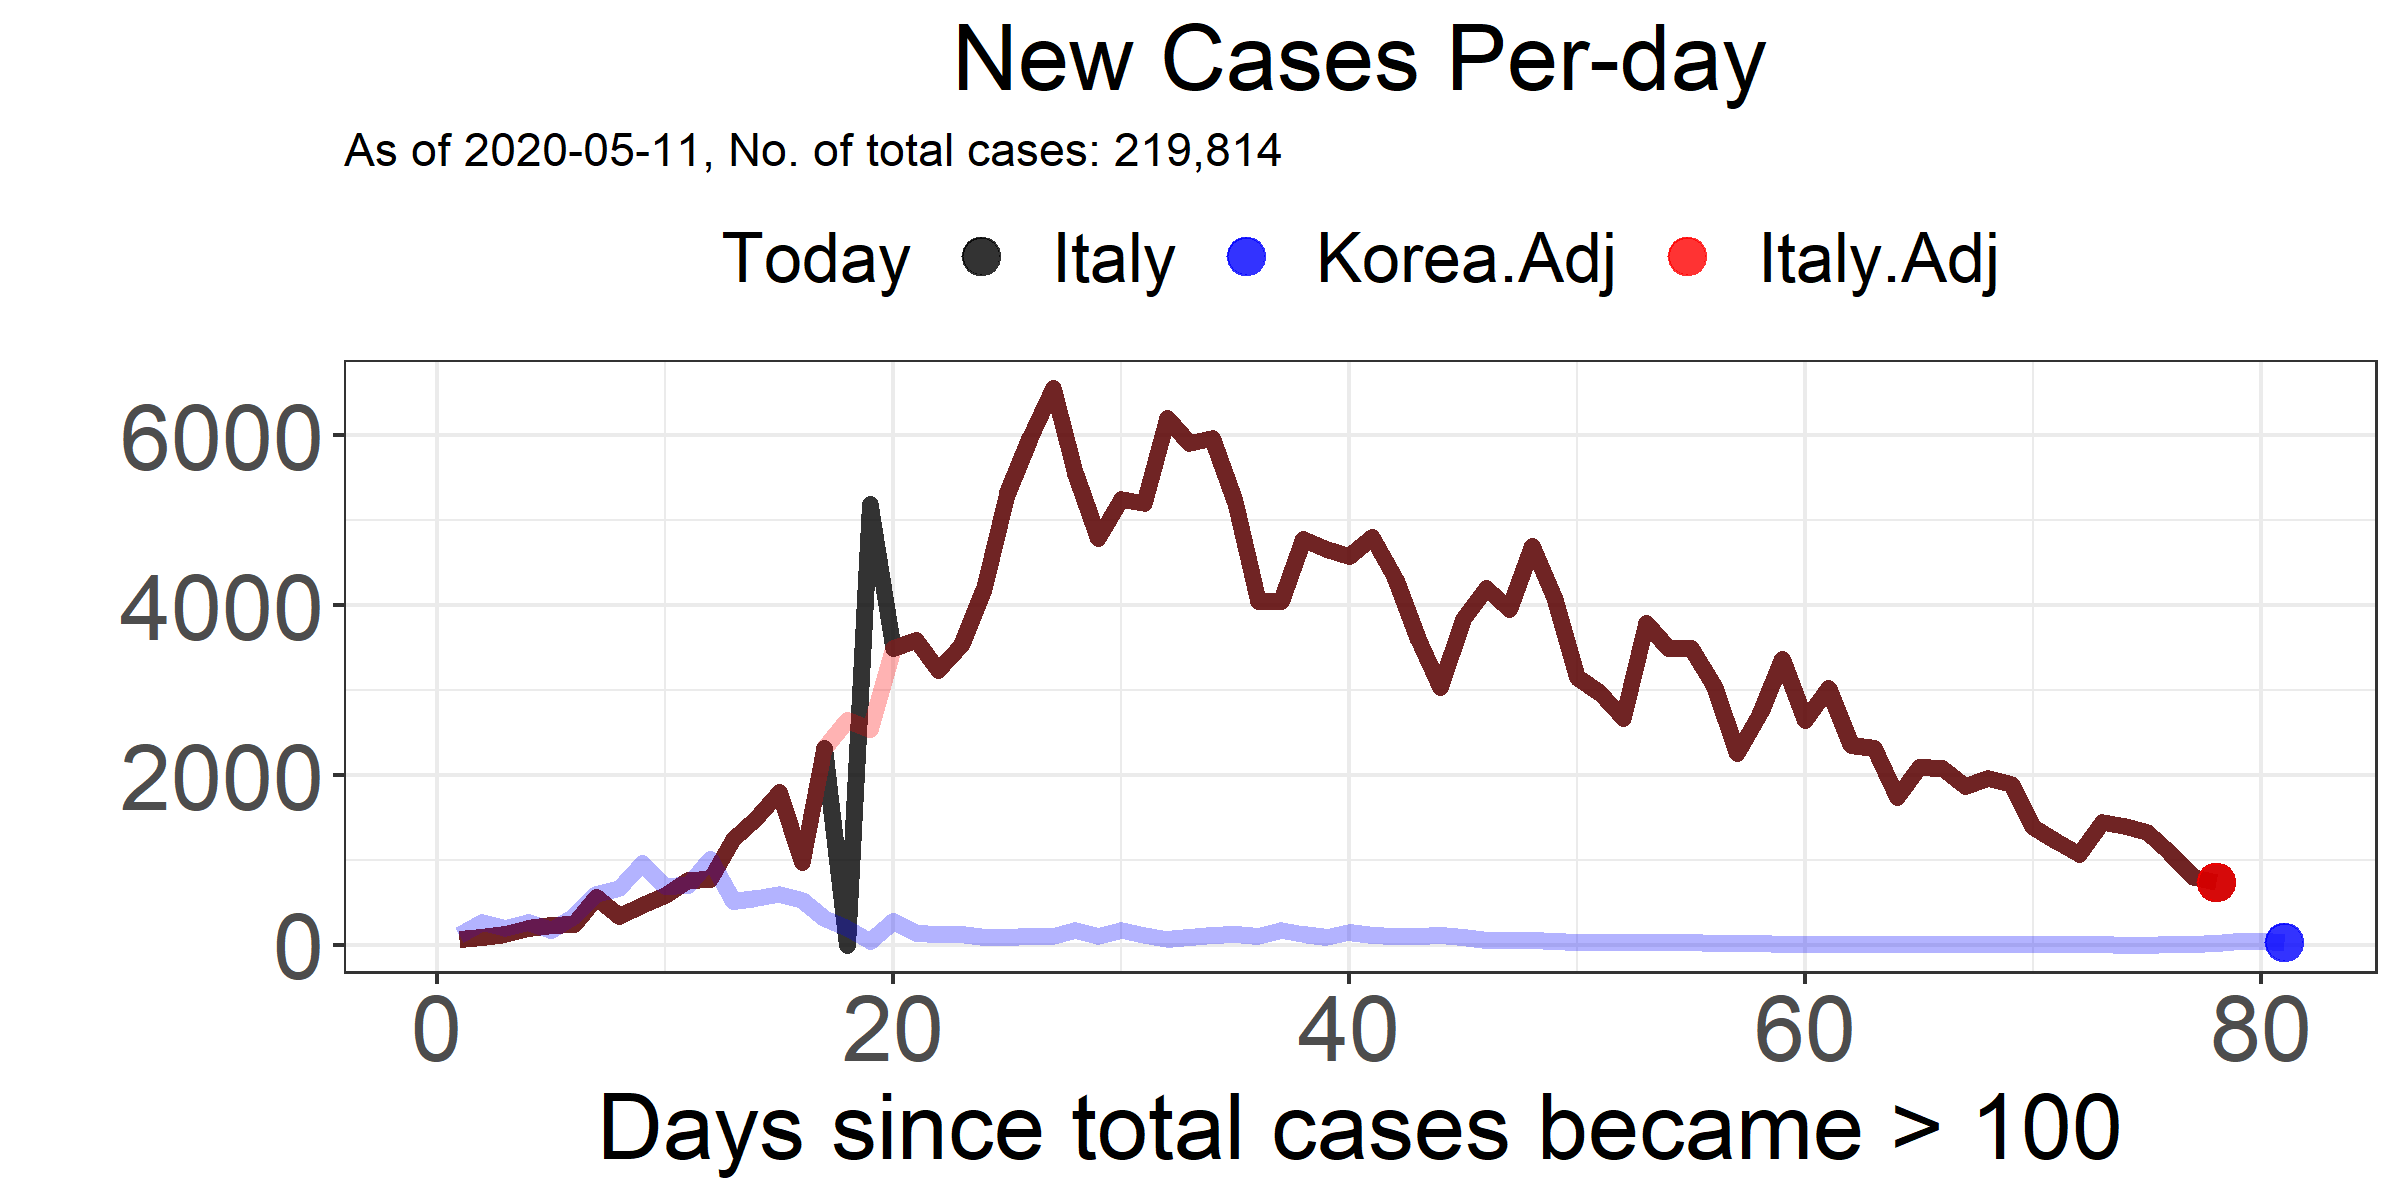 New Cases Per-day
As of 2020-05-11, No. of total cases: 219,814
Today Italy Korea.Adj Italy.Adj
6000
4000
2000
0
0 20 40 60 80
Days since total cases became > 100